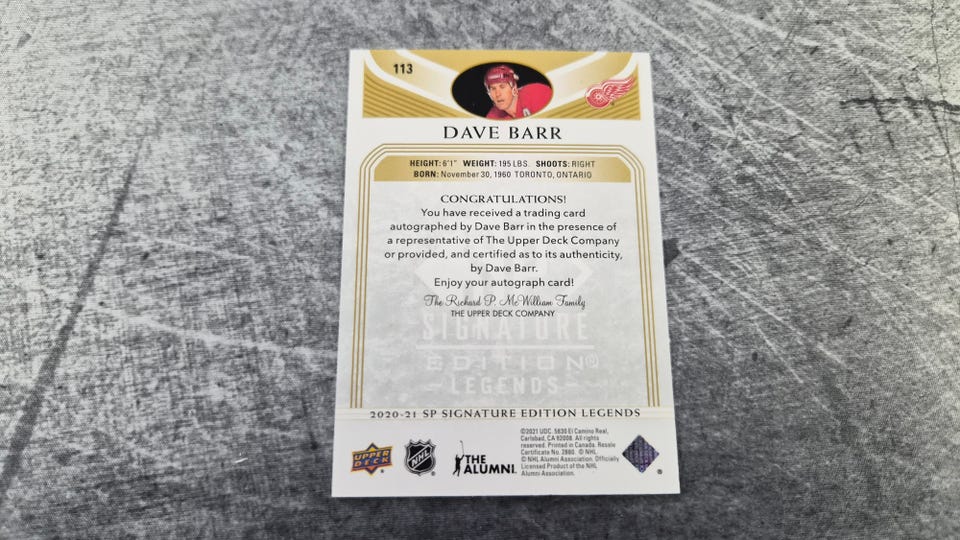 113
DAVE BARR
HEIGHT: 6'1" WEIGHT: 195 LBS. SHOOTS: RIGHT
BORN: November 30, 1960 TORONTO, ONTARIO
CONGRATULATIONS!
You have received a trading card
autographed by Dave Barr in the presence of
a representative of The Upper Deck Company
or provided, and certified as to its authenticity,
by Dave Barr.
Enjoy your autograph card!
The Richard P. McWilliam Family
THE UPPER DECK COMPANY
SIGNATURE
EDITION
LEGENDS
2020-21 SP SIGNATURE EDITION LEGENDS
UPPER
DECK
NHL
THE
ALUMNI
©2021 UDC. 5830 El Camino Real,
Carlsbad, CA 92008. All rights
reserved. Printed in Canada. Resale
Certificate No. 2880. © NHL.
© NHL Alumni Association. Officially
Licensed Product of the NHL
Alumni Association.